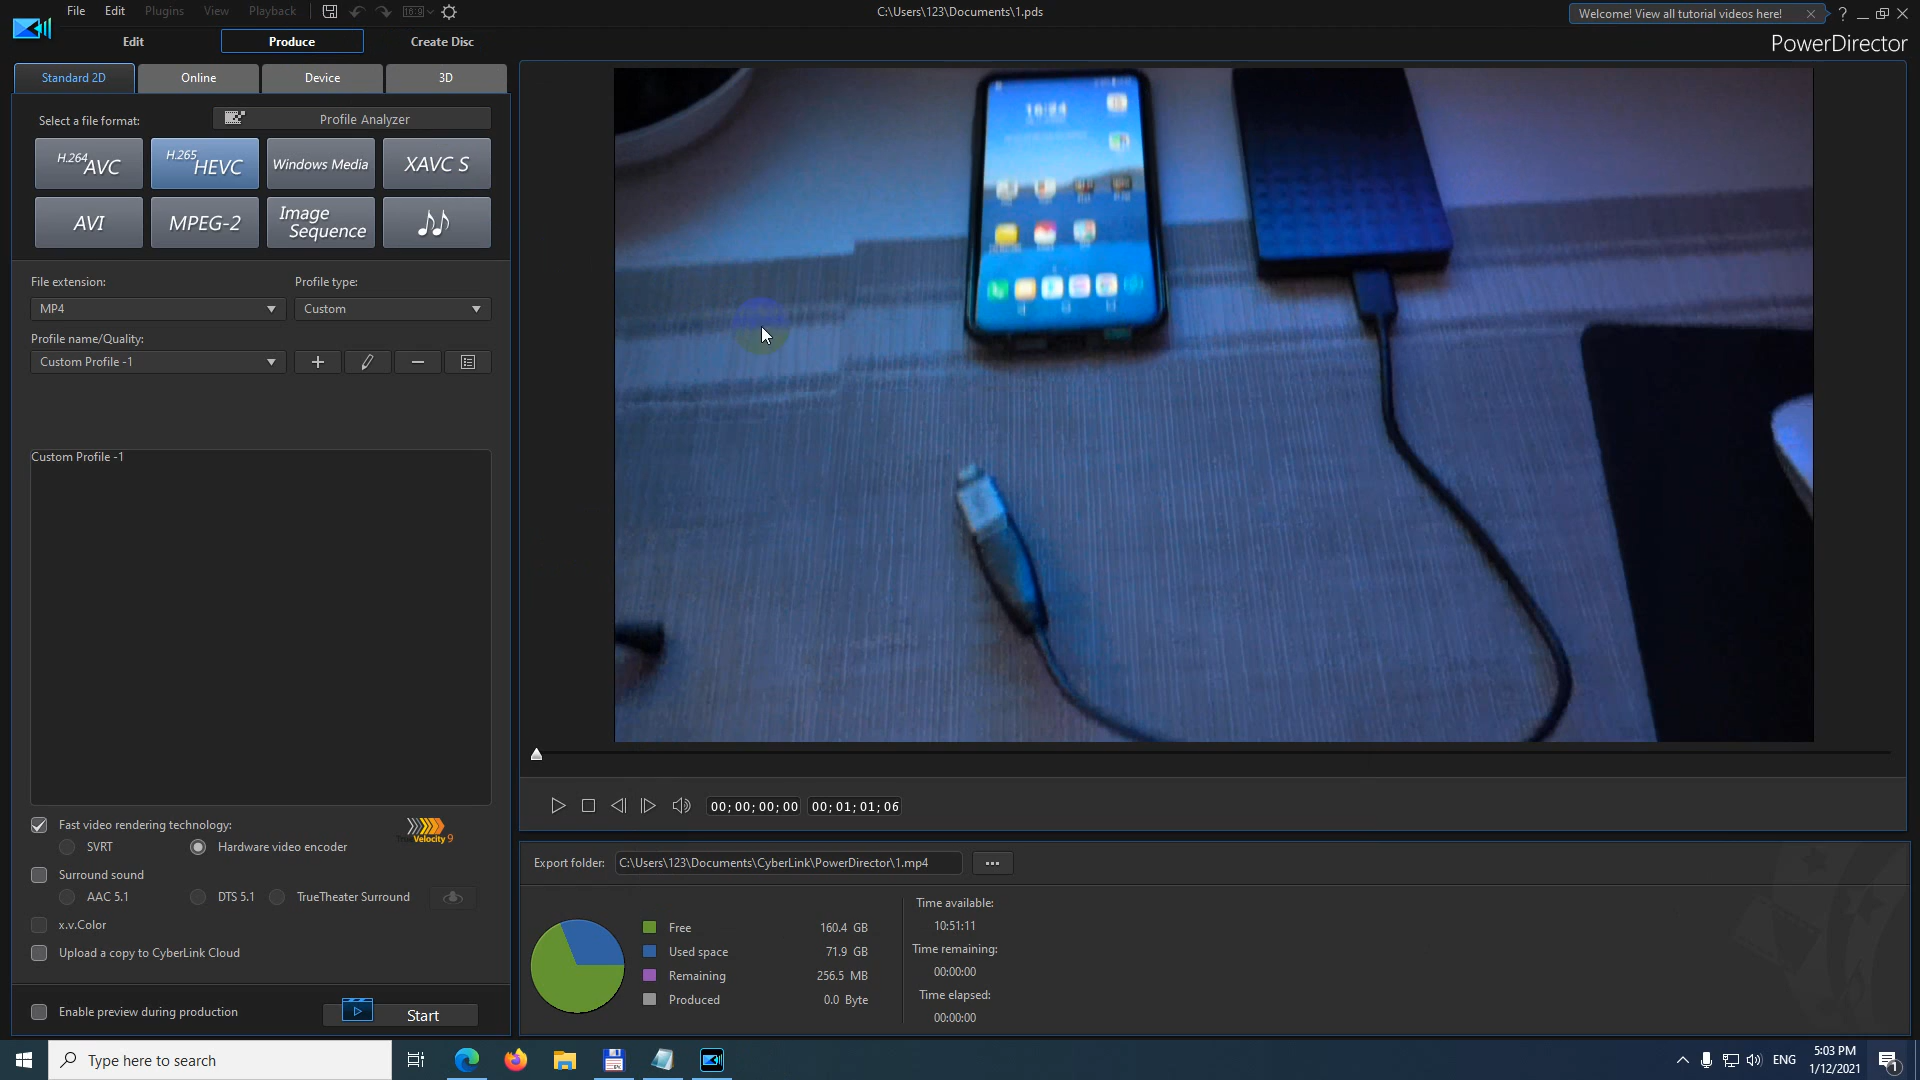 File Edit Plugins View Playback 16:9 C:\Users\123\Documents\1.pds Welcome! View all tutorial videos here! ?
Edit Produce Create Disc PowerDirector
Standard 2D Online Device 3D
Select a file format: Profile Analyzer
H.264 AVC H.265 HEVC Windows Media XAVC S
AVI MPEG-2 Image Sequence
File extension: Profile type:
MP4 Custom
Profile name/Quality:
Custom Profile -1
Custom Profile -1
Fast video rendering technology:
SVRT Hardware video encoder
TrueVelocity 9
Surround sound
AAC 5.1 DTS 5.1 TrueTheater Surround
x.v.Color
Upload a copy to CyberLink Cloud
Enable preview during production Start
18:24
00;00;00;00 00;01;01;06
Export folder: C:\Users\123\Documents\CyberLink\PowerDirector\1.mp4 ...
Free 160.4 GB
Used space 71.9 GB
Remaining 256.5 MB
Produced 0.0 Byte
Time available:
10:51:11
Time remaining:
00:00:00
Time elapsed:
00:00:00
Type here to search
ENG 5:03 PM
1/12/2021 1